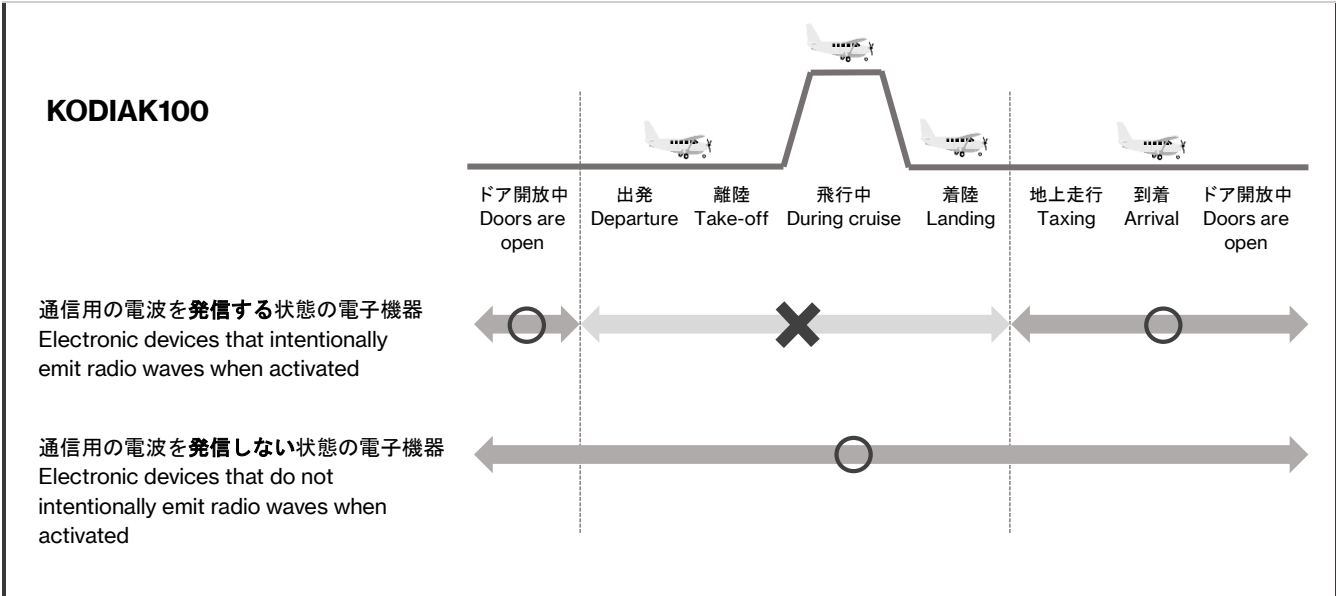 KODIAK100
ドア開放中
Doors are
open
出発
Departure
離陸
Take-off
飛行中
During cruise
着陸
Landing
地上走行
Taxing
到着
Arrival
ドア開放中
Doors are
open
通信用の電波を発信する状態の電子機器
Electronic devices that intentionally
emit radio waves when activated
通信用の電波を発信しない状態の電子機器
Electronic devices that do not
intentionally emit radio waves when
activated